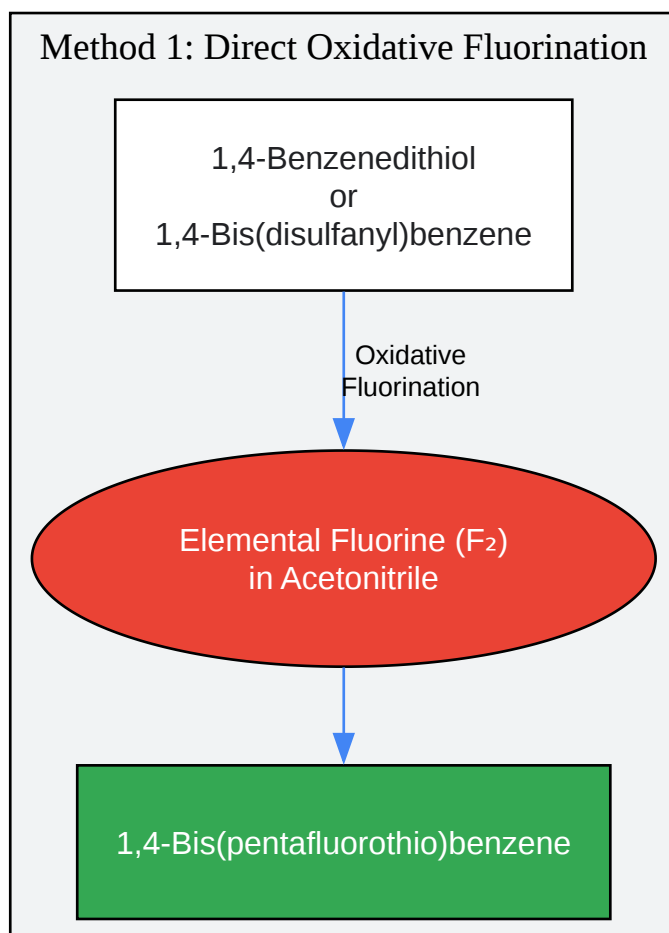 Method 1: Direct Oxidative Fluorination
1,4-Benzenedithiol
or
1,4-Bis(disulfanyl)benzene
Oxidative
Fluorination
Elemental Fluorine (F₂)
in Acetonitrile
1,4-Bis(pentafluorothio)benzene